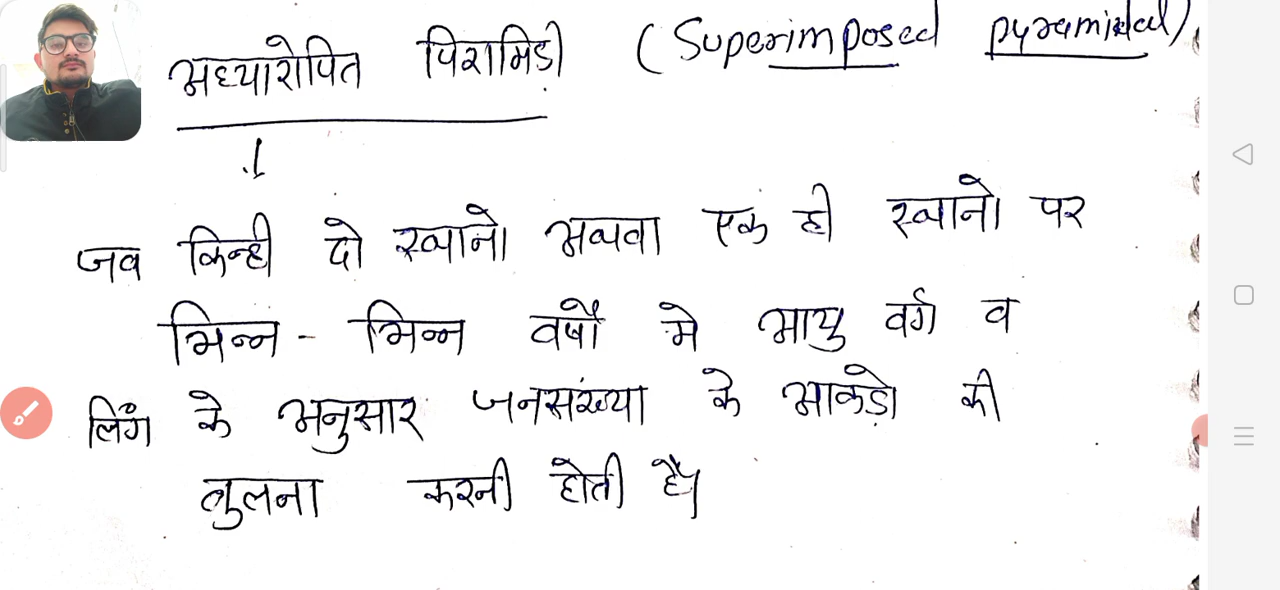 अध्यारोपित पिरामिडी (Superimposed pyramidal)
जब किन्ही दो स्थानो अथवा एक ही स्थानो पर
भिन्न - भिन्न वर्षो मे आयु वर्ग व
लिंग के अनुसार जनसंख्या के आकडो की
तुलना करनी होती है।